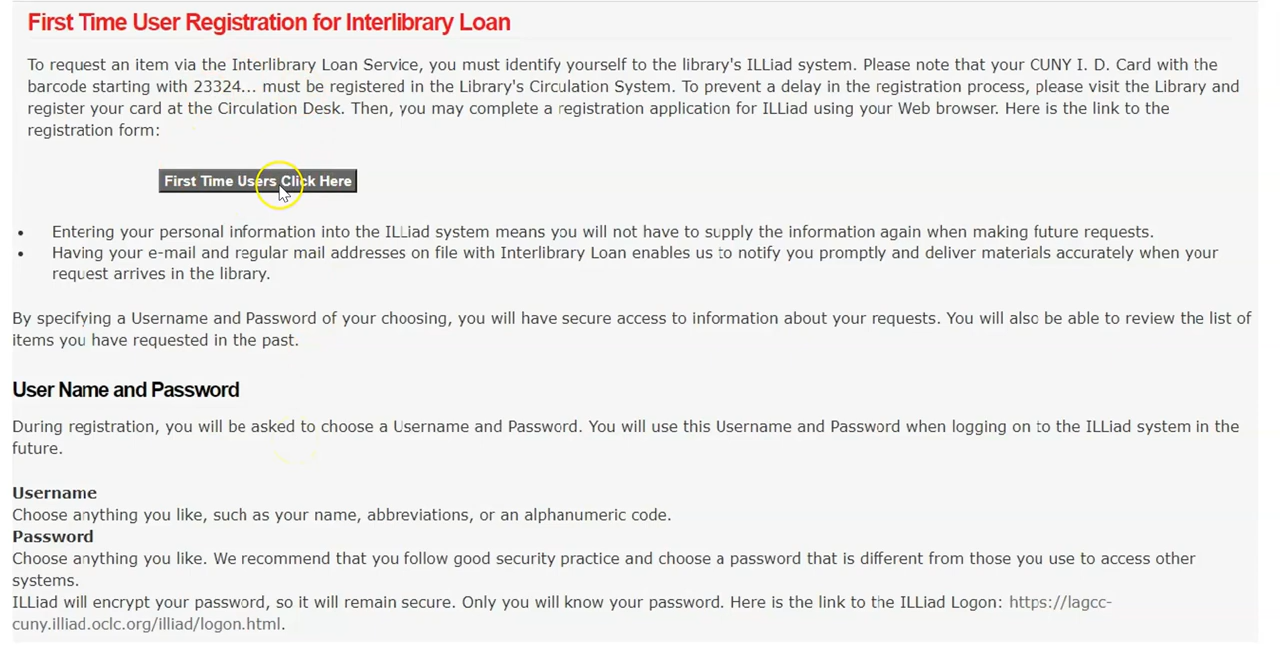 First Time User Registration for Interlibrary Loan
To request an item via the Interlibrary Loan Service, you must identify yourself to the library's ILLiad system. Please note that your CUNY I. D. Card with the
barcode starting with 23324... must be registered in the Library's Circulation System. To prevent a delay in the registration process, please visit the Library and
register your card at the Circulation Desk. Then, you may complete a registration application for ILLiad using your Web browser. Here is the link to the
registration form:
First Time Users Click Here
• Entering your personal information into the ILLiad system means you will not have to supply the information again when making future requests.
• Having your e-mail and regular mail addresses on file with Interlibrary Loan enables us to notify you promptly and deliver materials accurately when your
request arrives in the library.
By specifying a Username and Password of your choosing, you will have secure access to information about your requests. You will also be able to review the list of
items you have requested in the past.
User Name and Password
During registration, you will be asked to choose a Username and Password. You will use this Username and Password when logging on to the ILLiad system in the
future.
Username
Choose anything you like, such as your name, abbreviations, or an alphanumeric code.
Password
Choose anything you like. We recommend that you follow good security practice and choose a password that is different from those you use to access other
systems.
ILLiad will encrypt your password, so it will remain secure. Only you will know your password. Here is the link to the ILLiad Logon: https://lagcc-
cuny.illiad.oclc.org/illiad/logon.html.